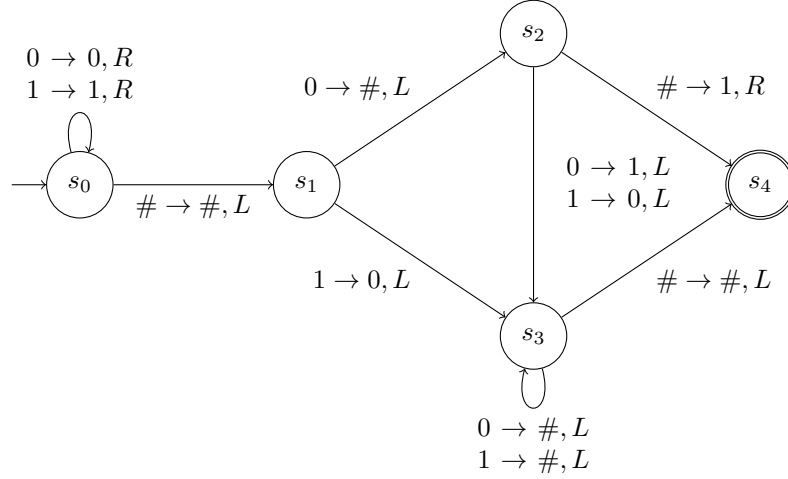 s₂
0 → 0, R
1 → 1, R
0 → #, L
# → 1, R
s₀
s₁
s₄
# → #, L
0 → 1, L
1 → 0, L
1 → 0, L
# → #, L
s₃
0 → #, L
1 → #, L